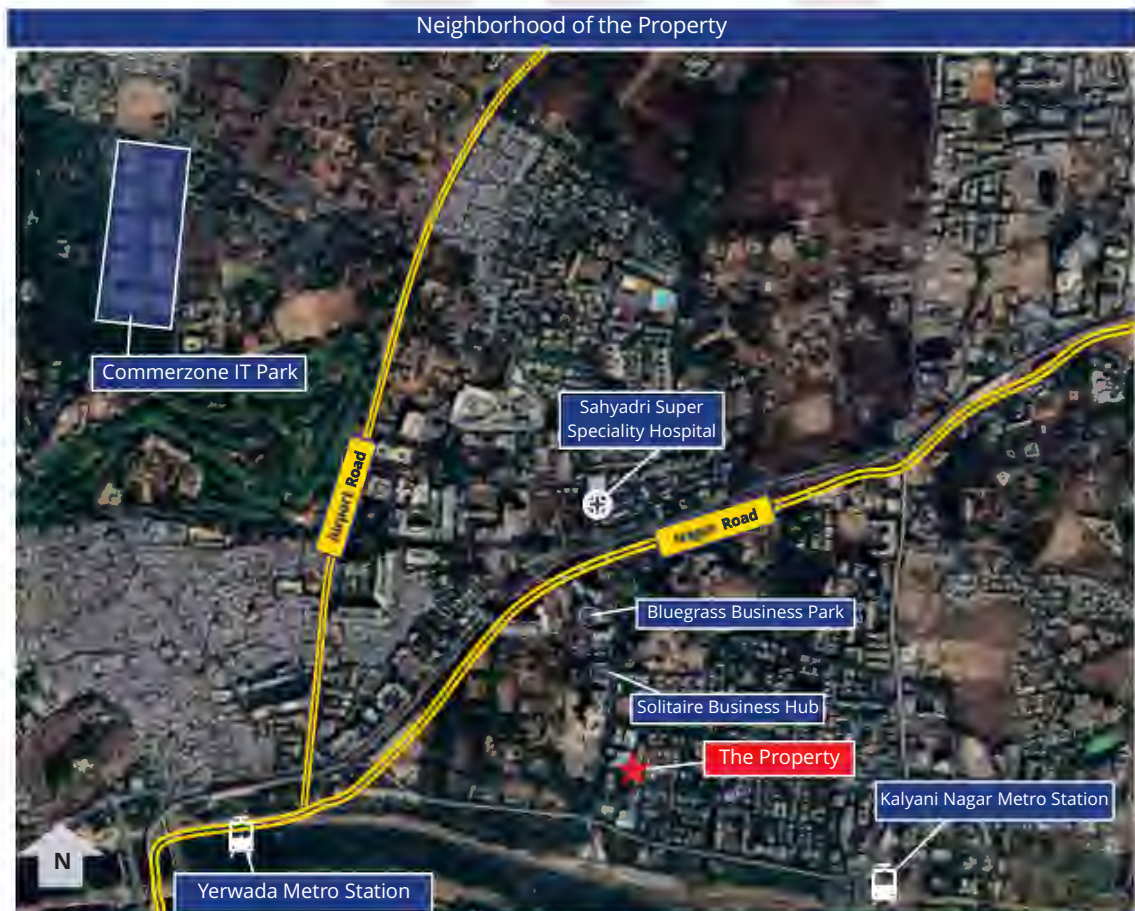 Neighborhood of the Property
Commerzone IT Park
Sahyadri Super
Speciality Hospital
Airport Road
Road
Bluegrass Business Park
Solitaire Business Hub
The Property
Kalyani Nagar Metro Station
N
Yerwada Metro Station